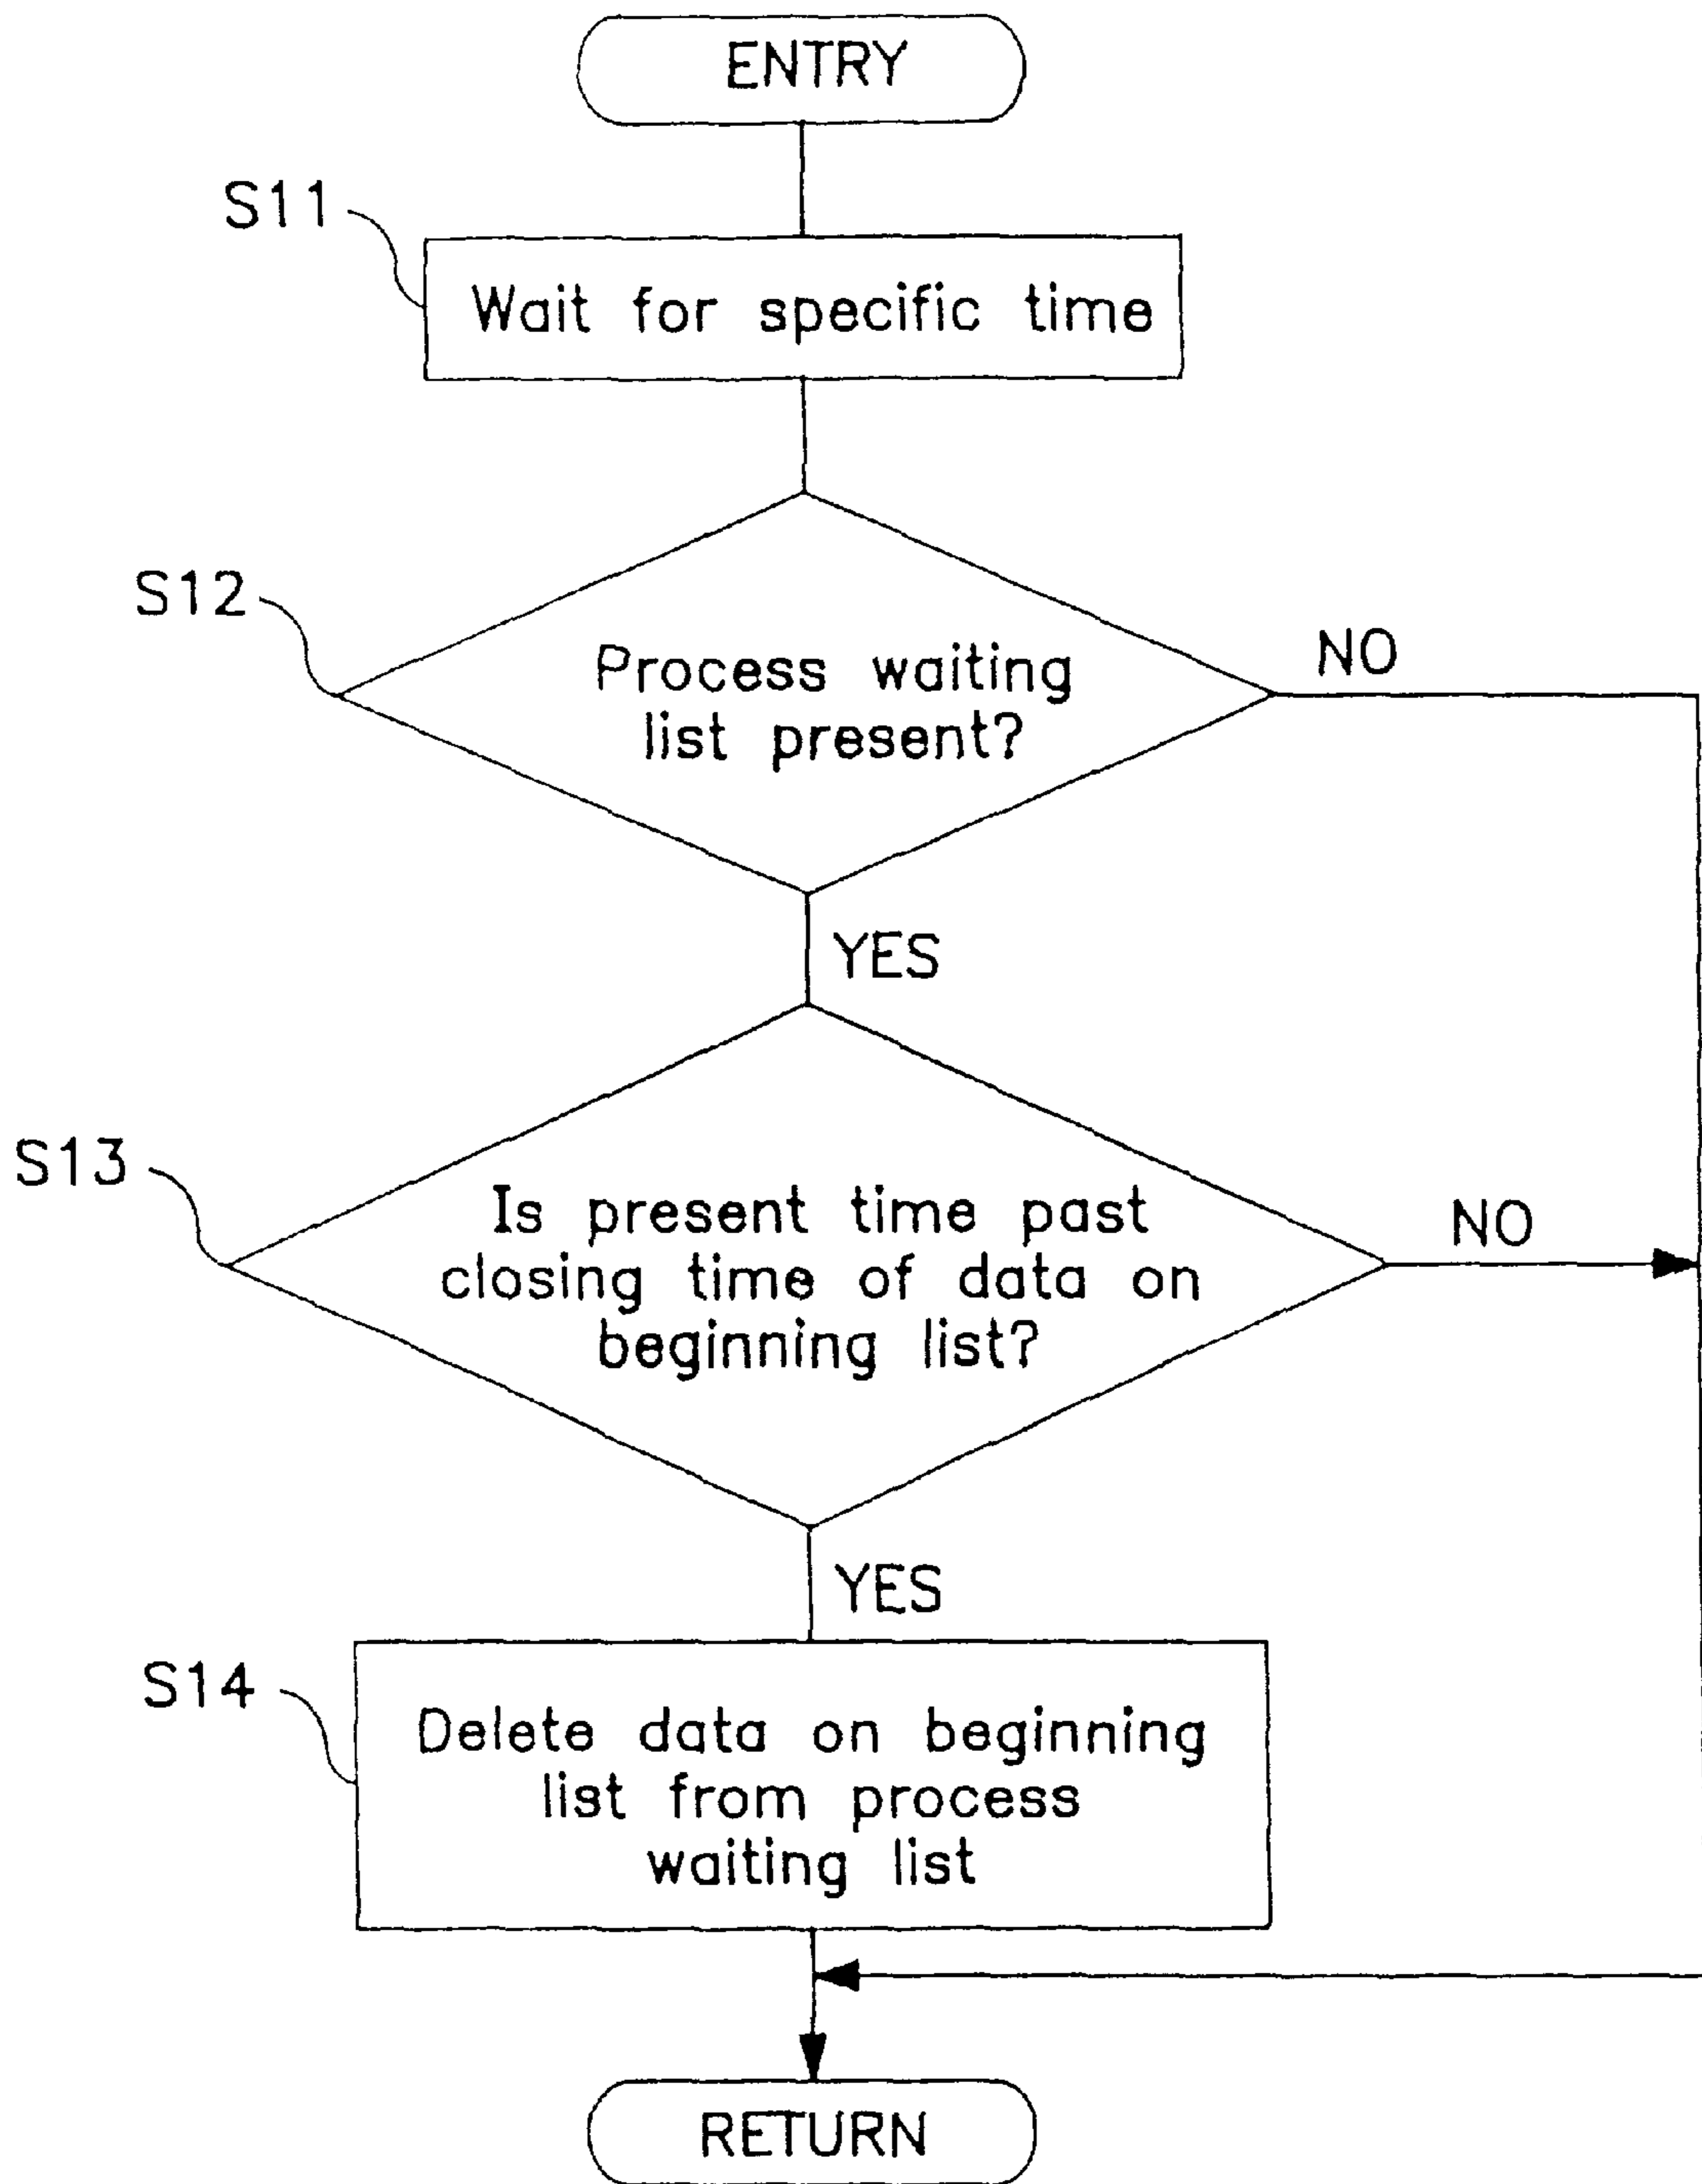 ENTRY
S11
Wait for specific time
S12
Process waiting
list present?
NO
YES
S13
Is present time past
closing time of data on
beginning list?
NO
YES
S14
Delete data on beginning
list from process
waiting list
RETURN